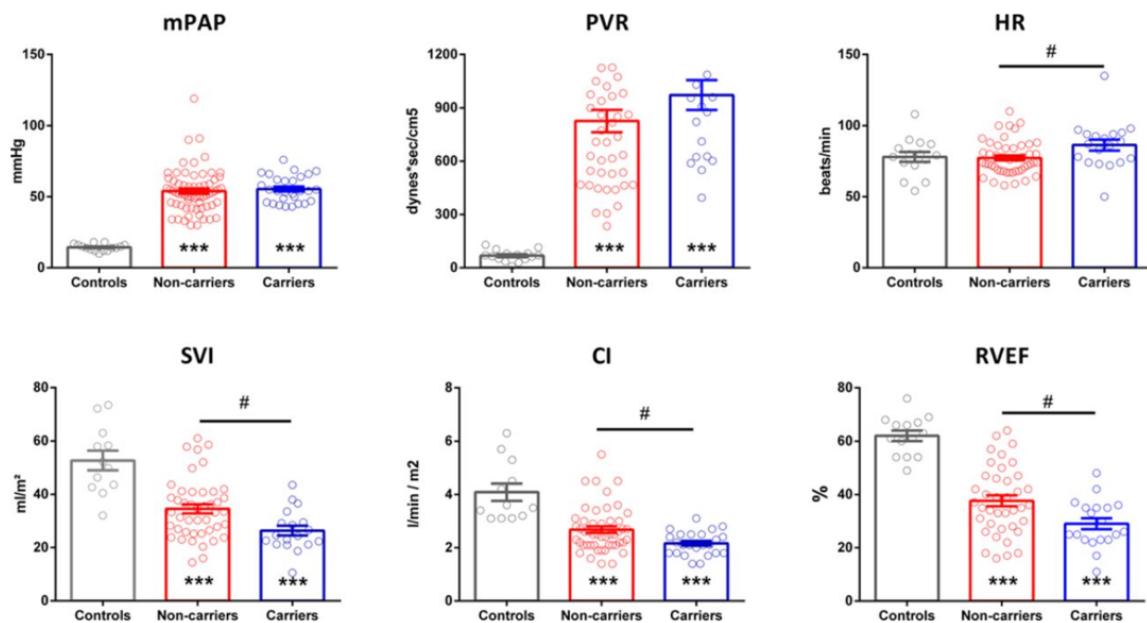 mPAP
mmHg
150
100
50
0
Controls Non-carriers Carriers
*** ***
PVR
dynes*sec/cm5
1200
900
600
300
0
Controls Non-carriers Carriers
*** ***
HR
beats/min
150
100
50
0
Controls Non-carriers Carriers
#
SVI
ml/m²
80
60
40
20
0
Controls Non-carriers Carriers
#
*** ***
CI
l/min / m2
8
6
4
2
0
Controls Non-carriers Carriers
#
*** ***
RVEF
%
80
60
40
20
0
Controls Non-carriers Carriers
#
*** ***